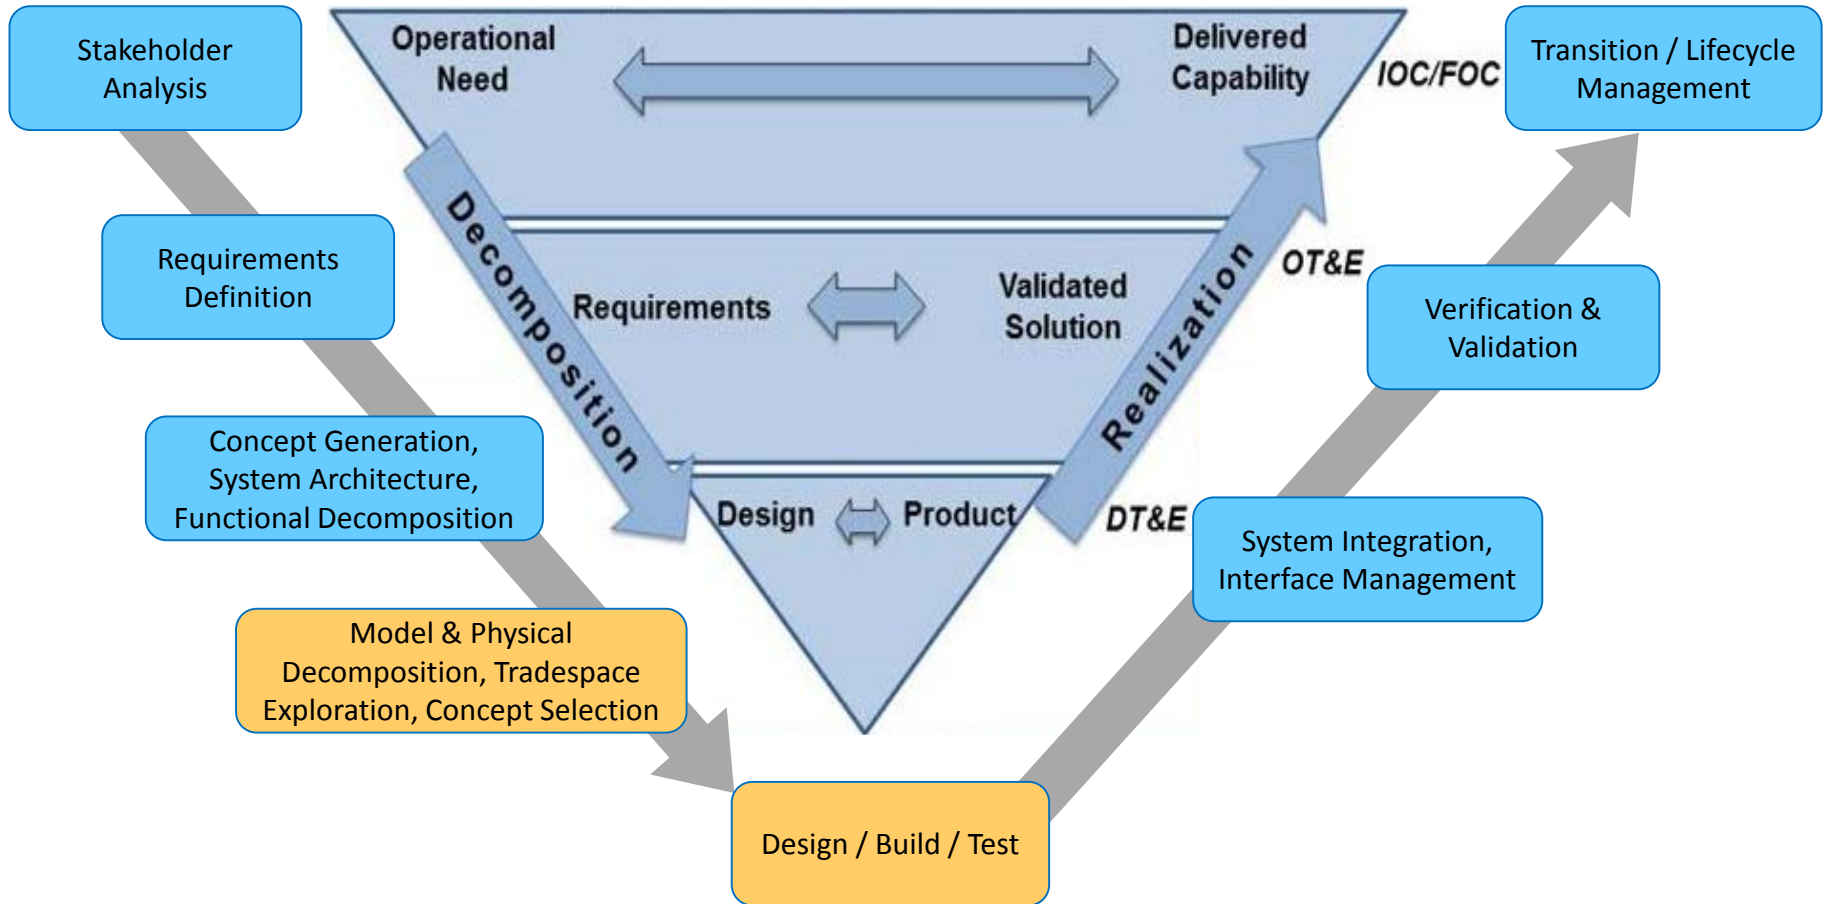 Stakeholder
Analysis
Operational
Need
Delivered
Capability
IOC/FOC
Transition / Lifecycle
Management
Decomposition
Realization
Requirements
Definition
Requirements
Validated
Solution
OT&E
Verification &
Validation
Concept Generation,
System Architecture,
Functional Decomposition
Design
Product
DT&E
System Integration,
Interface Management
Model & Physical
Decomposition, Tradespace
Exploration, Concept Selection
Design / Build / Test